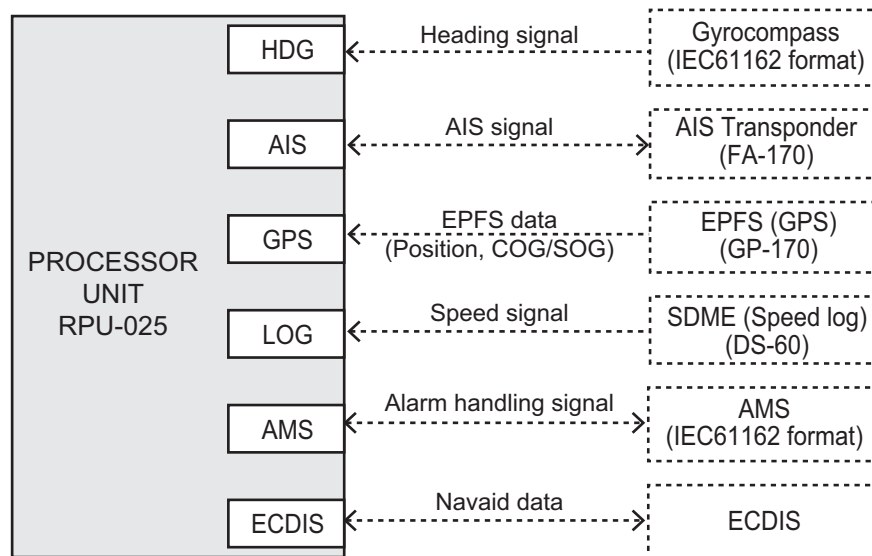 PROCESSOR
UNIT
RPU-025
HDG
Heading signal
Gyrocompass
(IEC61162 format)
AIS
AIS signal
AIS Transponder
(FA-170)
GPS
EPFS data
(Position, COG/SOG)
EPFS (GPS)
(GP-170)
LOG
Speed signal
SDME (Speed log)
(DS-60)
AMS
Alarm handling signal
AMS
(IEC61162 format)
ECDIS
Navaid data
ECDIS